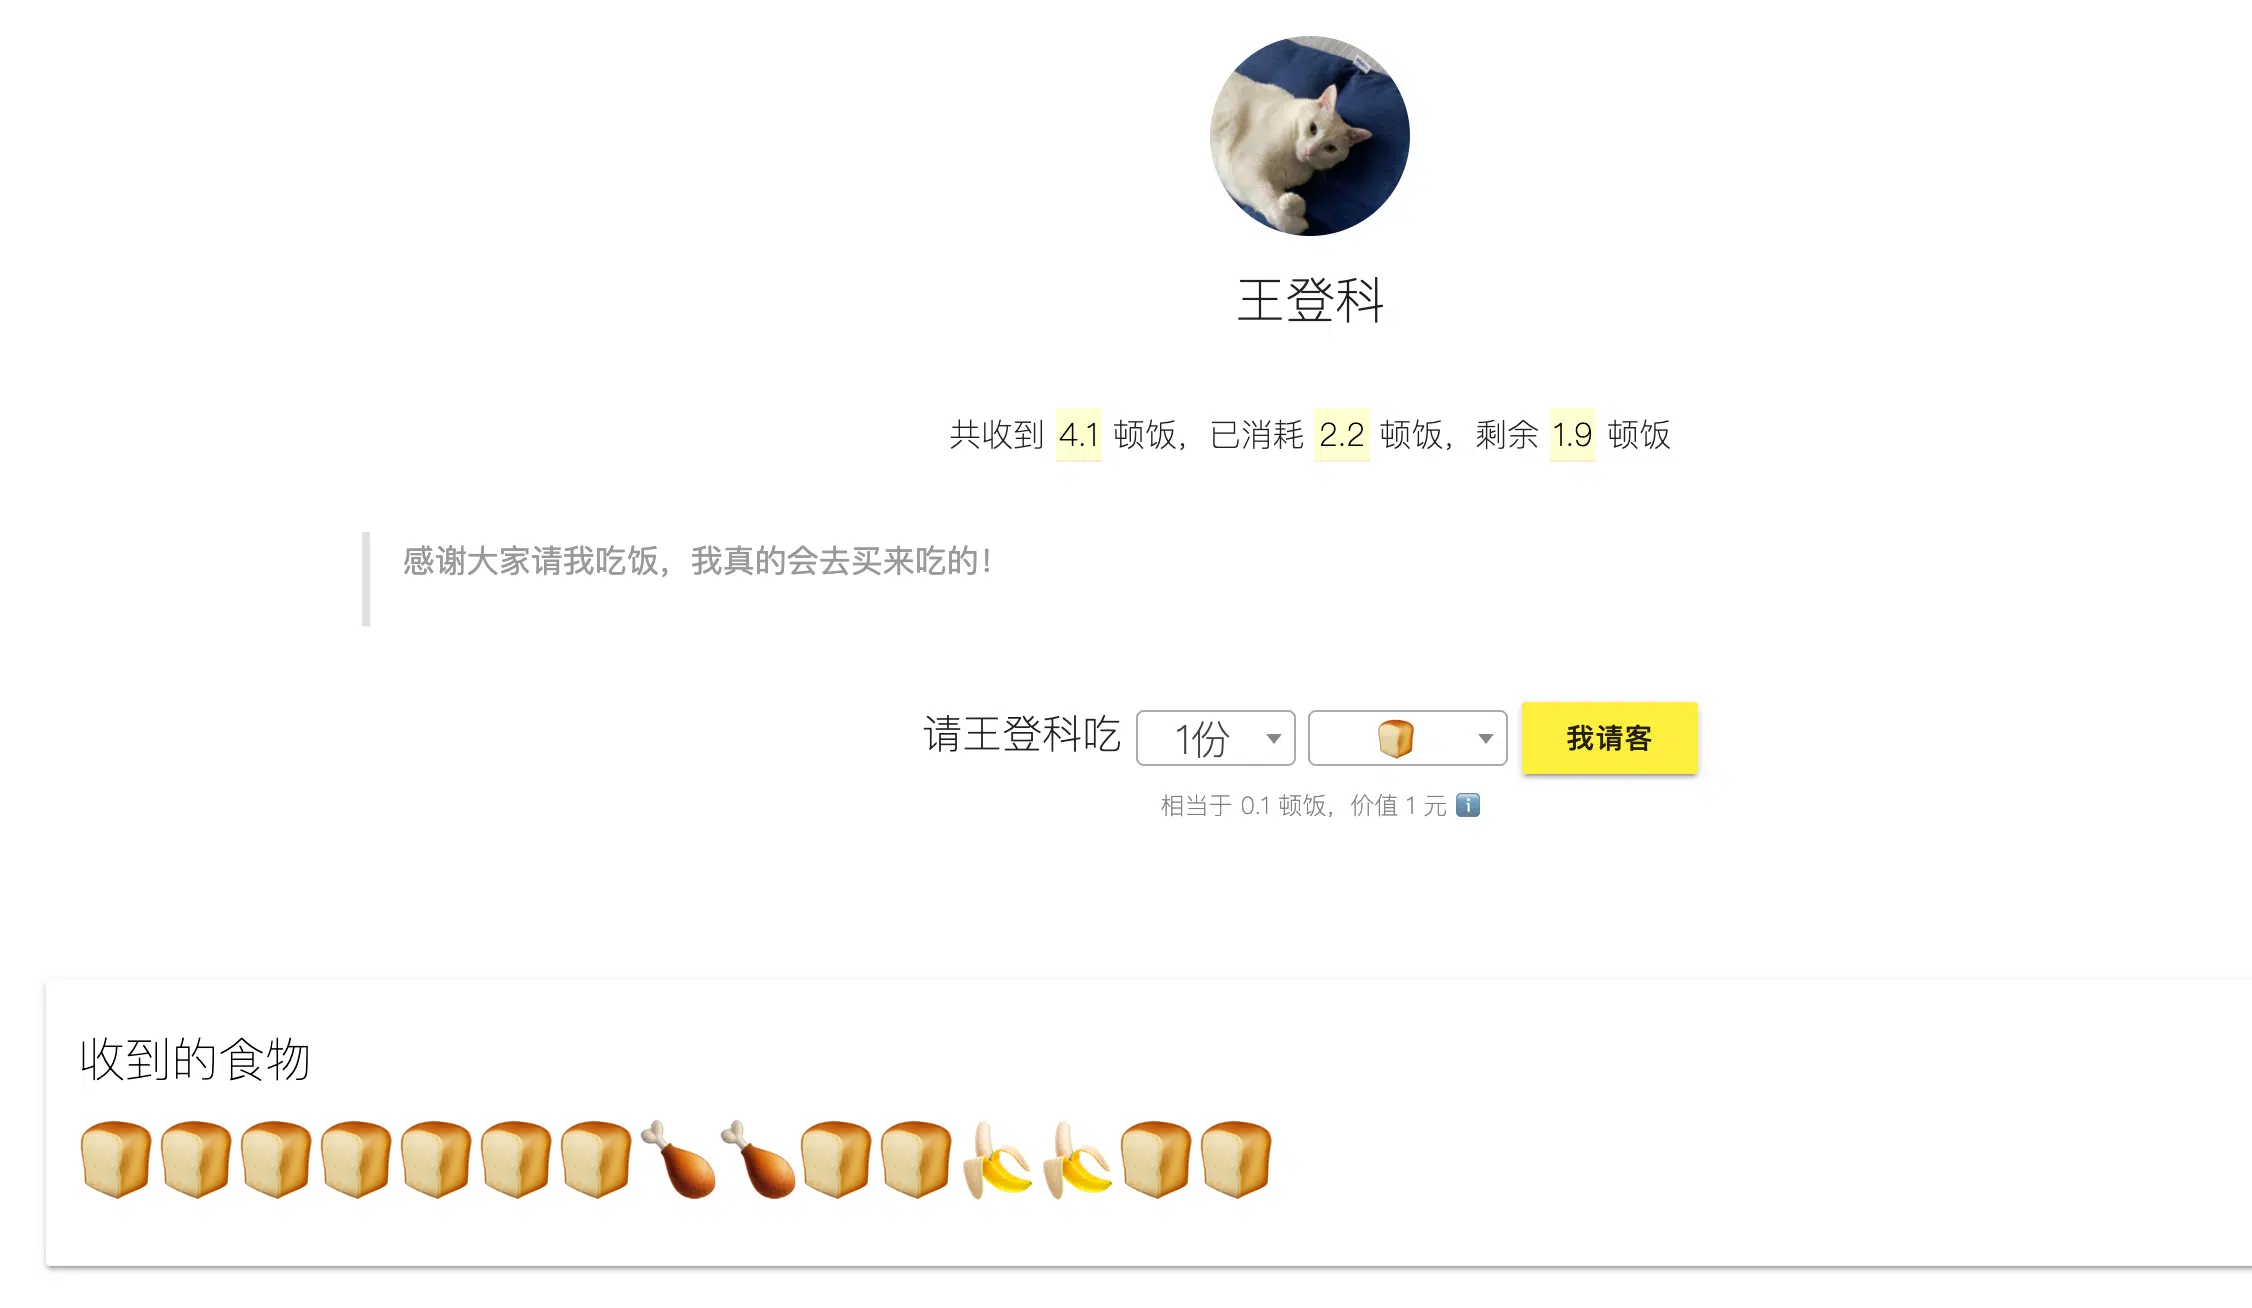 王登科
共收到 4.1 顿饭，已消耗 2.2 顿饭，剩余 1.9 顿饭
感谢大家请我吃饭，我真的会去买来吃的！
请王登科吃 1份 我请客
相当于 0.1 顿饭，价值 1 元
收到的食物